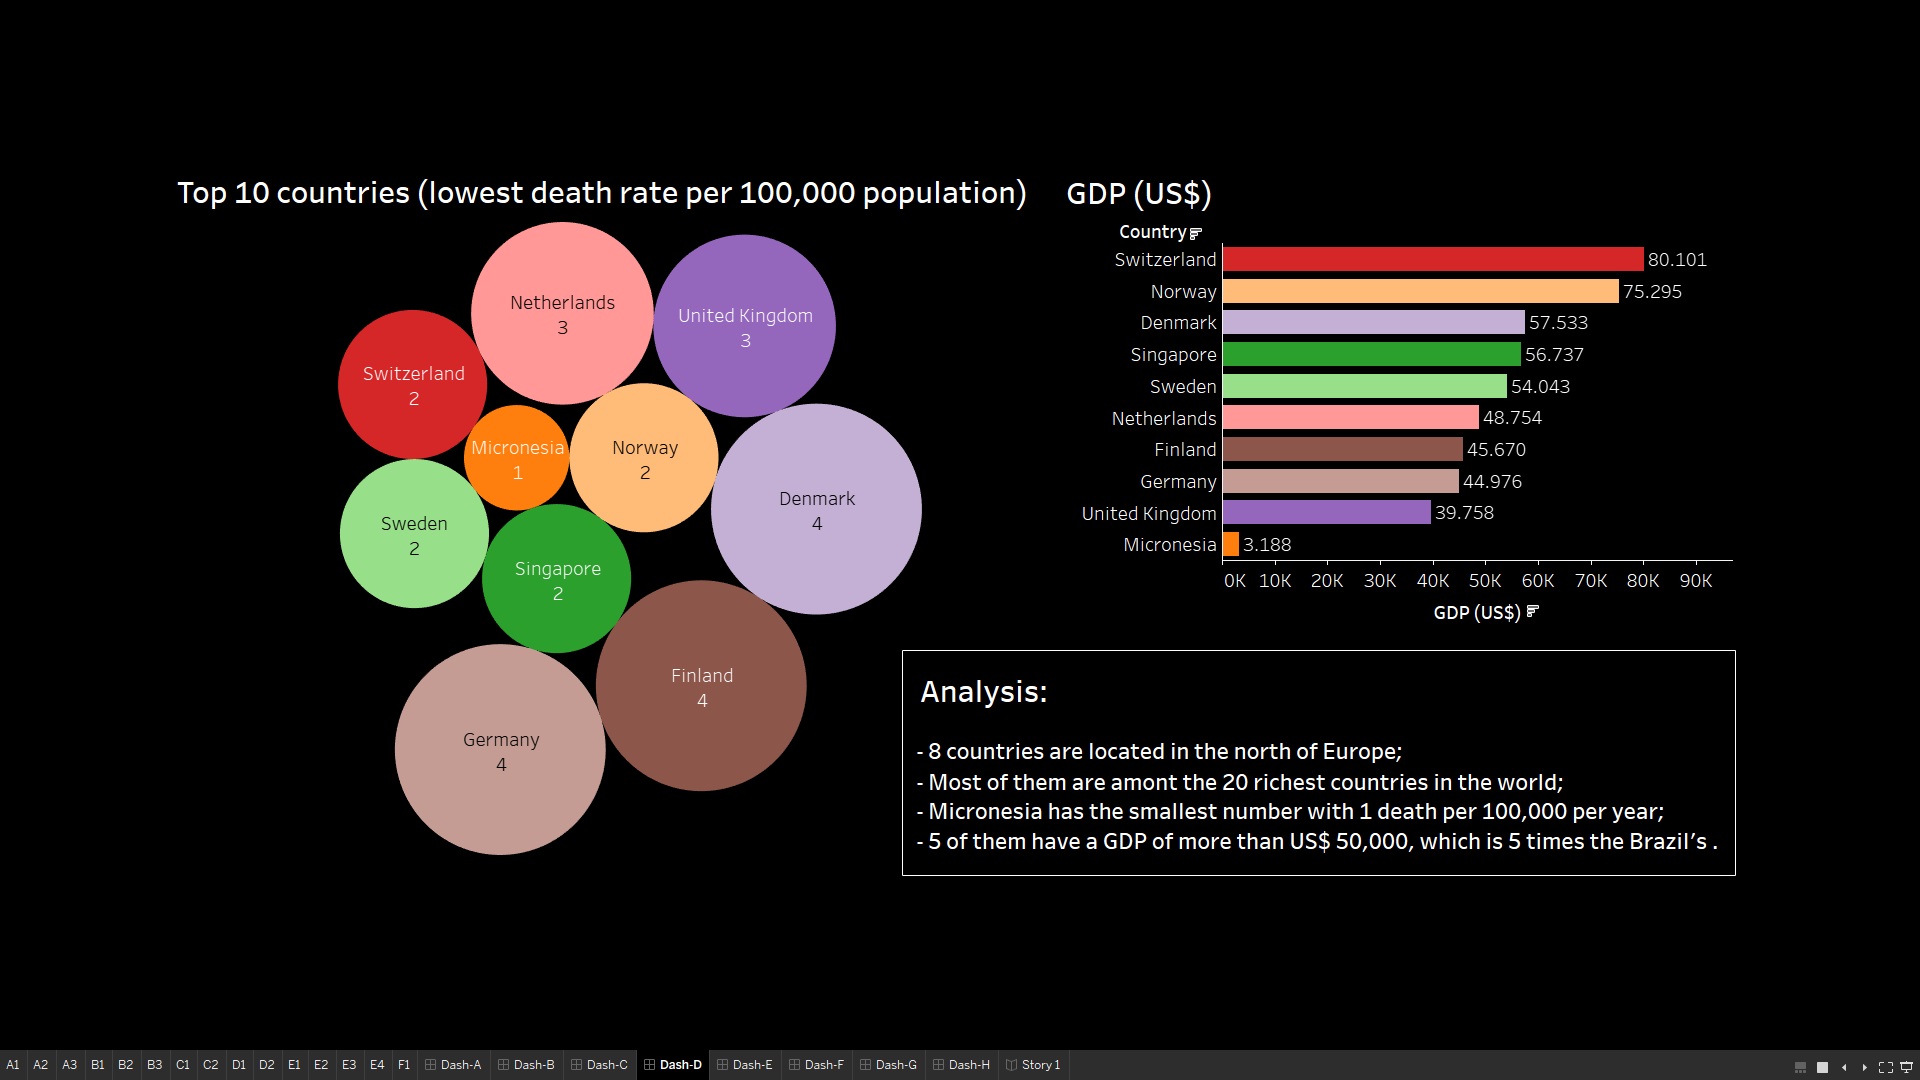 Top 10 countries (lowest death rate per 100,000 population)
Netherlands
3
United Kingdom
3
Switzerland
2
Micronesia
1
Norway
2
Denmark
4
Sweden
2
Singapore
2
Finland
4
Germany
4
GDP (US$)
Country
Switzerland 80.101
Norway 75.295
Denmark 57.533
Singapore 56.737
Sweden 54.043
Netherlands 48.754
Finland 45.670
Germany 44.976
United Kingdom 39.758
Micronesia 3.188
0K 10K 20K 30K 40K 50K 60K 70K 80K 90K
GDP (US$)
Analysis:
- 8 countries are located in the north of Europe;
- Most of them are amont the 20 richest countries in the world;
- Micronesia has the smallest number with 1 death per 100,000 per year;
- 5 of them have a GDP of more than US$ 50,000, which is 5 times the Brazil's .
A1 A2 A3 B1 B2 B3 C1 C2 D1 D2 E1 E2 E3 E4 F1 Dash-A Dash-B Dash-C Dash-D Dash-E Dash-F Dash-G Dash-H Story 1